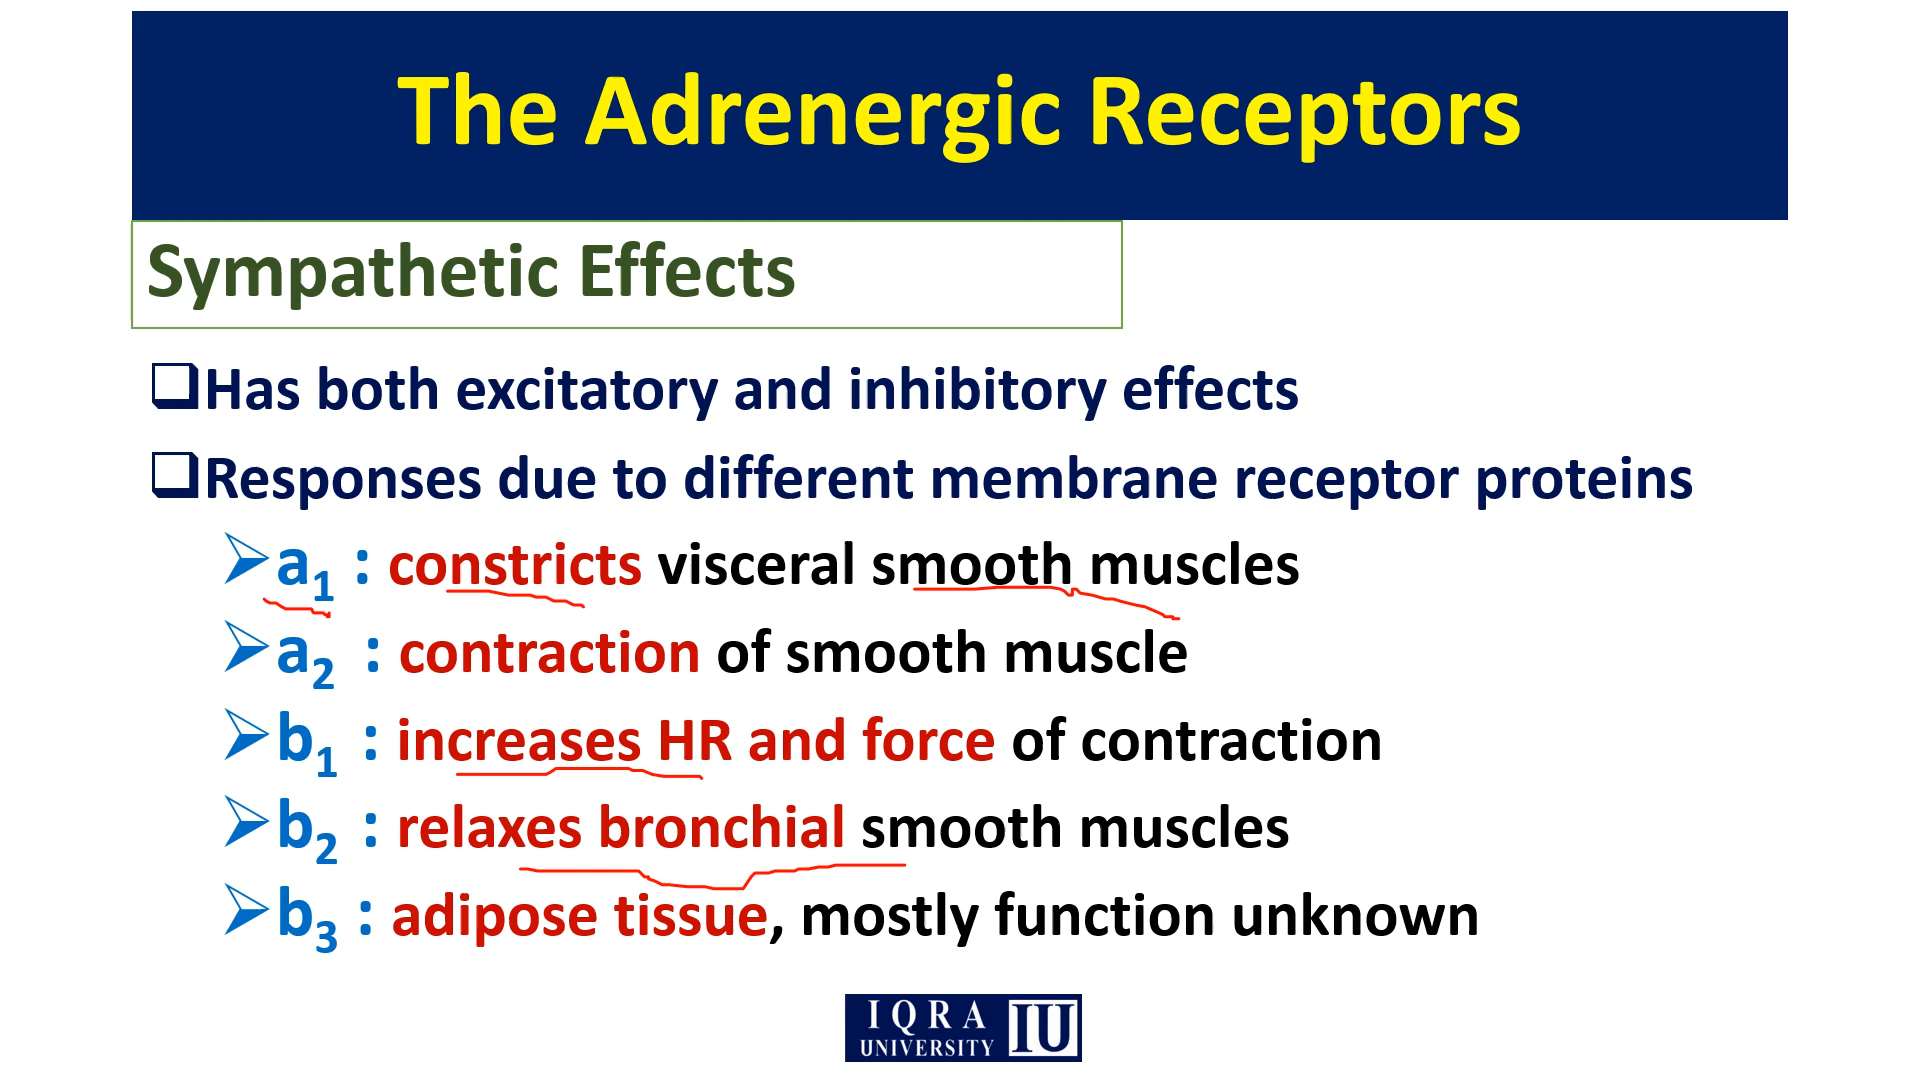 The Adrenergic Receptors
Sympathetic Effects
❑Has both excitatory and inhibitory effects
❑Responses due to different membrane receptor proteins
➢a₁ : constricts visceral smooth muscles
➢a₂ : contraction of smooth muscle
➢b₁ : increases HR and force of contraction
➢b₂ : relaxes bronchial smooth muscles
➢b₃ : adipose tissue, mostly function unknown
IQRA
UNIVERSITY IU